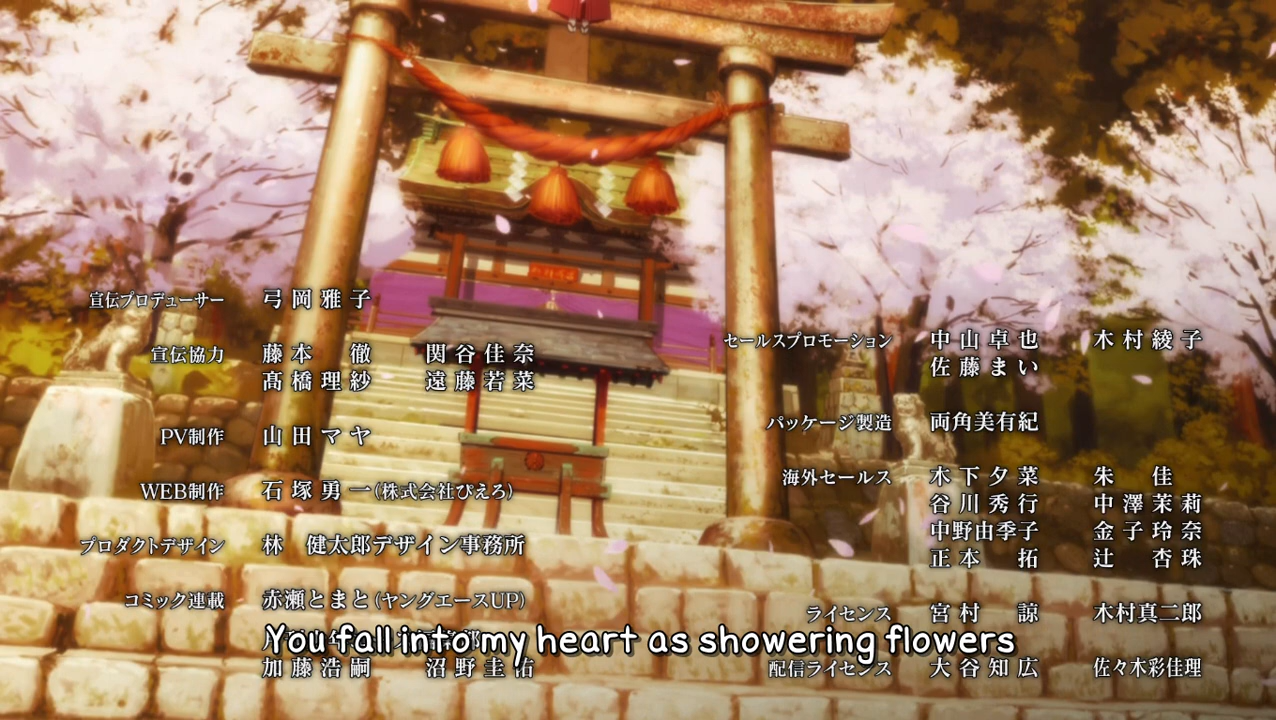 宣伝プロデューサー 弓岡雅子
宣伝協力 藤本 徹 関谷佳奈
髙橋理紗 遠藤若菜
PV制作 山田マヤ
WEB制作 石塚勇一(株式会社ぴえろ)
プロダクトデザイン 林 健太郎デザイン事務所
コミック連載 赤瀬とまと(ヤングエースUP)
加藤浩嗣 沼野圭佑
セールスプロモーション 中山卓也 木村綾子
佐藤まい
パッケージ製造 両角美有紀
海外セールス 木下夕菜 朱 佳
谷川秀行 中澤茉莉
中野由季子 金子玲奈
正本 拓 辻 杏珠
ライセンス 宮村 諒 木村真二郎
配信ライセンス 大谷知広 佐々木彩佳理
You fall into my heart as showering flowers